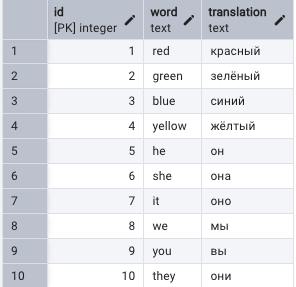 id word translation
[PK] integer text text
1 1 red красный
2 2 green зелёный
3 3 blue синий
4 4 yellow жёлтый
5 5 he он
6 6 she она
7 7 it оно
8 8 we мы
9 9 you вы
10 10 they они